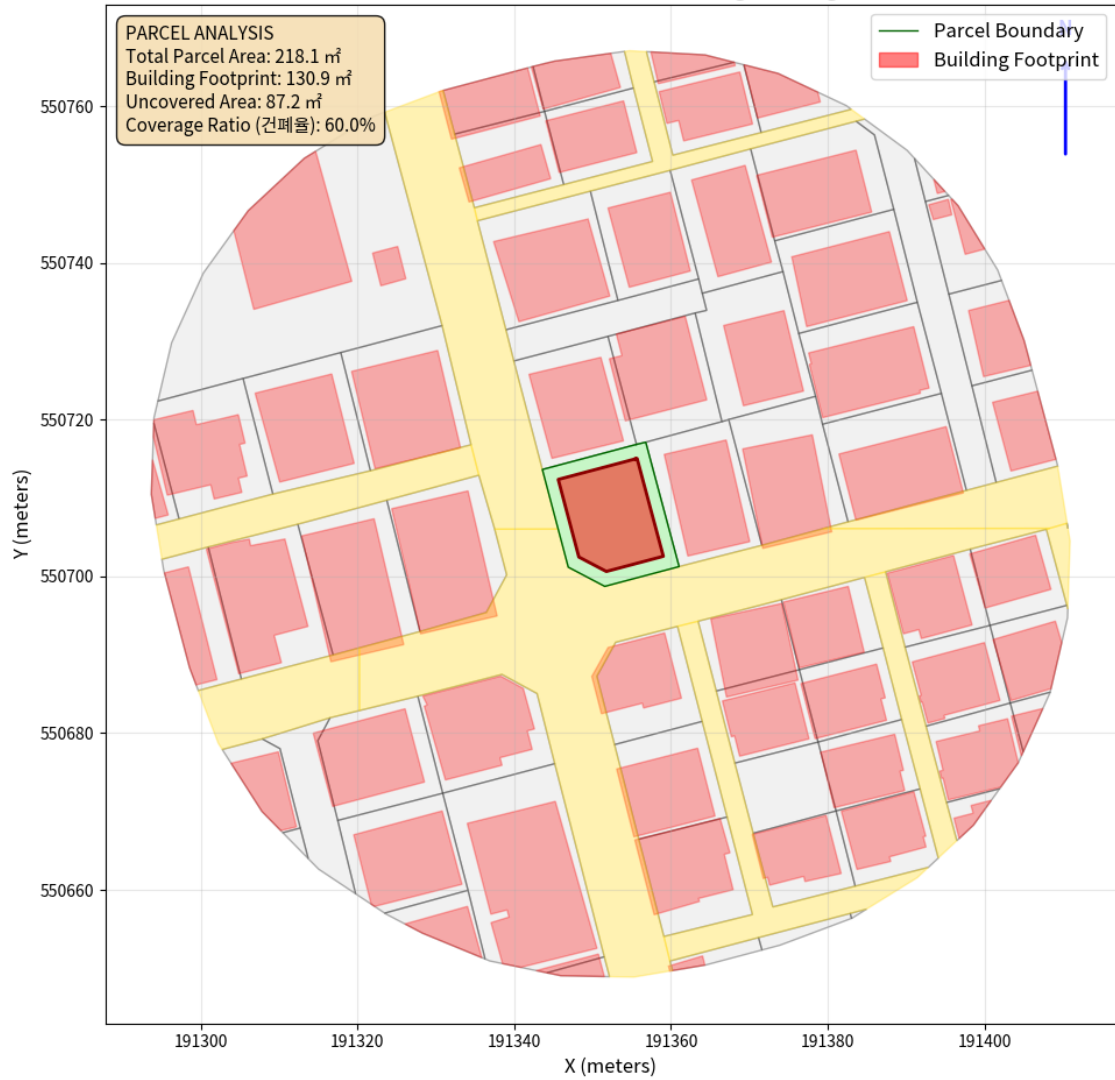 PARCEL ANALYSIS
Total Parcel Area: 218.1 ㎡
Building Footprint: 130.9 ㎡
Uncovered Area: 87.2 ㎡
Coverage Ratio (건폐율): 60.0%
N
Parcel Boundary
Building Footprint
550760
550740
550720
550700
550680
550660
Y (meters)
191300
191320
191340
191360
191380
191400
X (meters)